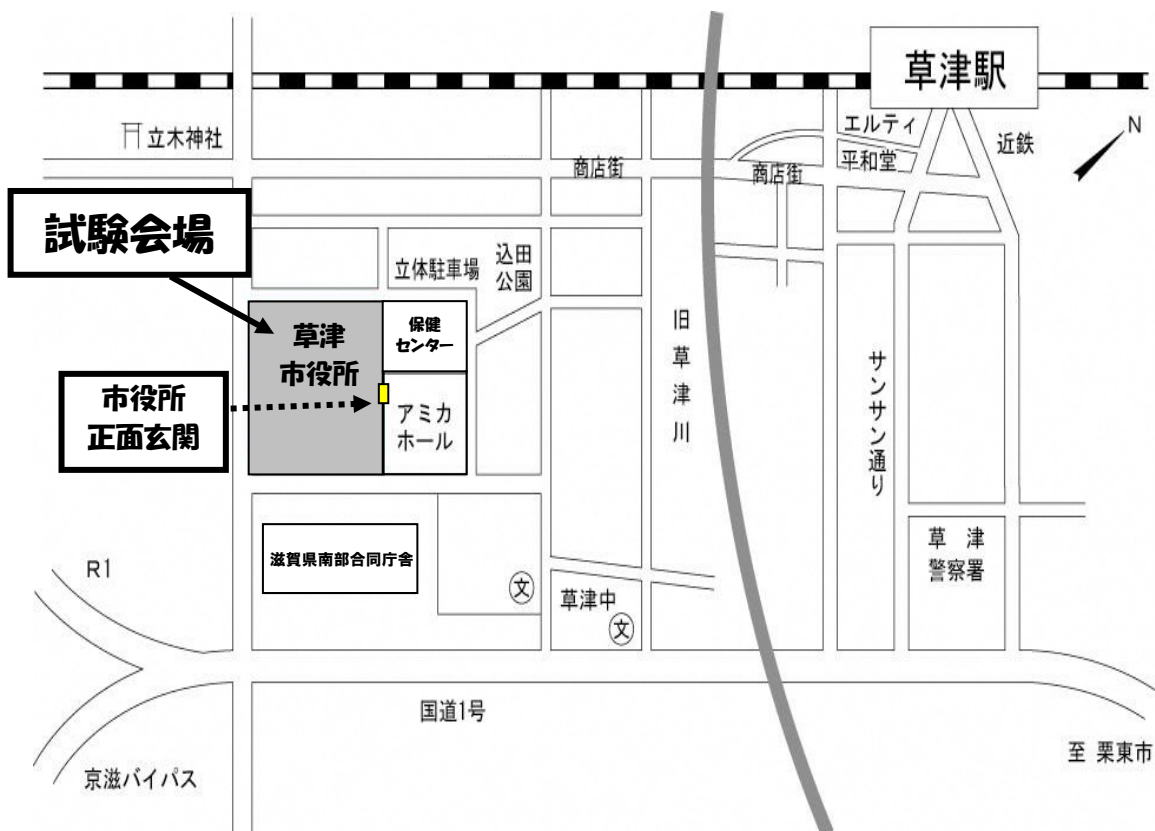 草津駅
エルティ
近鉄
N
立木神社
平和堂
商店街
商店街
試験会場
立体駐車場
込田
公園
草津
市役所
保健
センター
旧草津川
サンサン通り
市役所
正面玄関
アミカ
ホール
滋賀県南部合同庁舎
草　津
警察署
R1
文
草津中
文
国道1号
至 栗東市
京滋バイパス